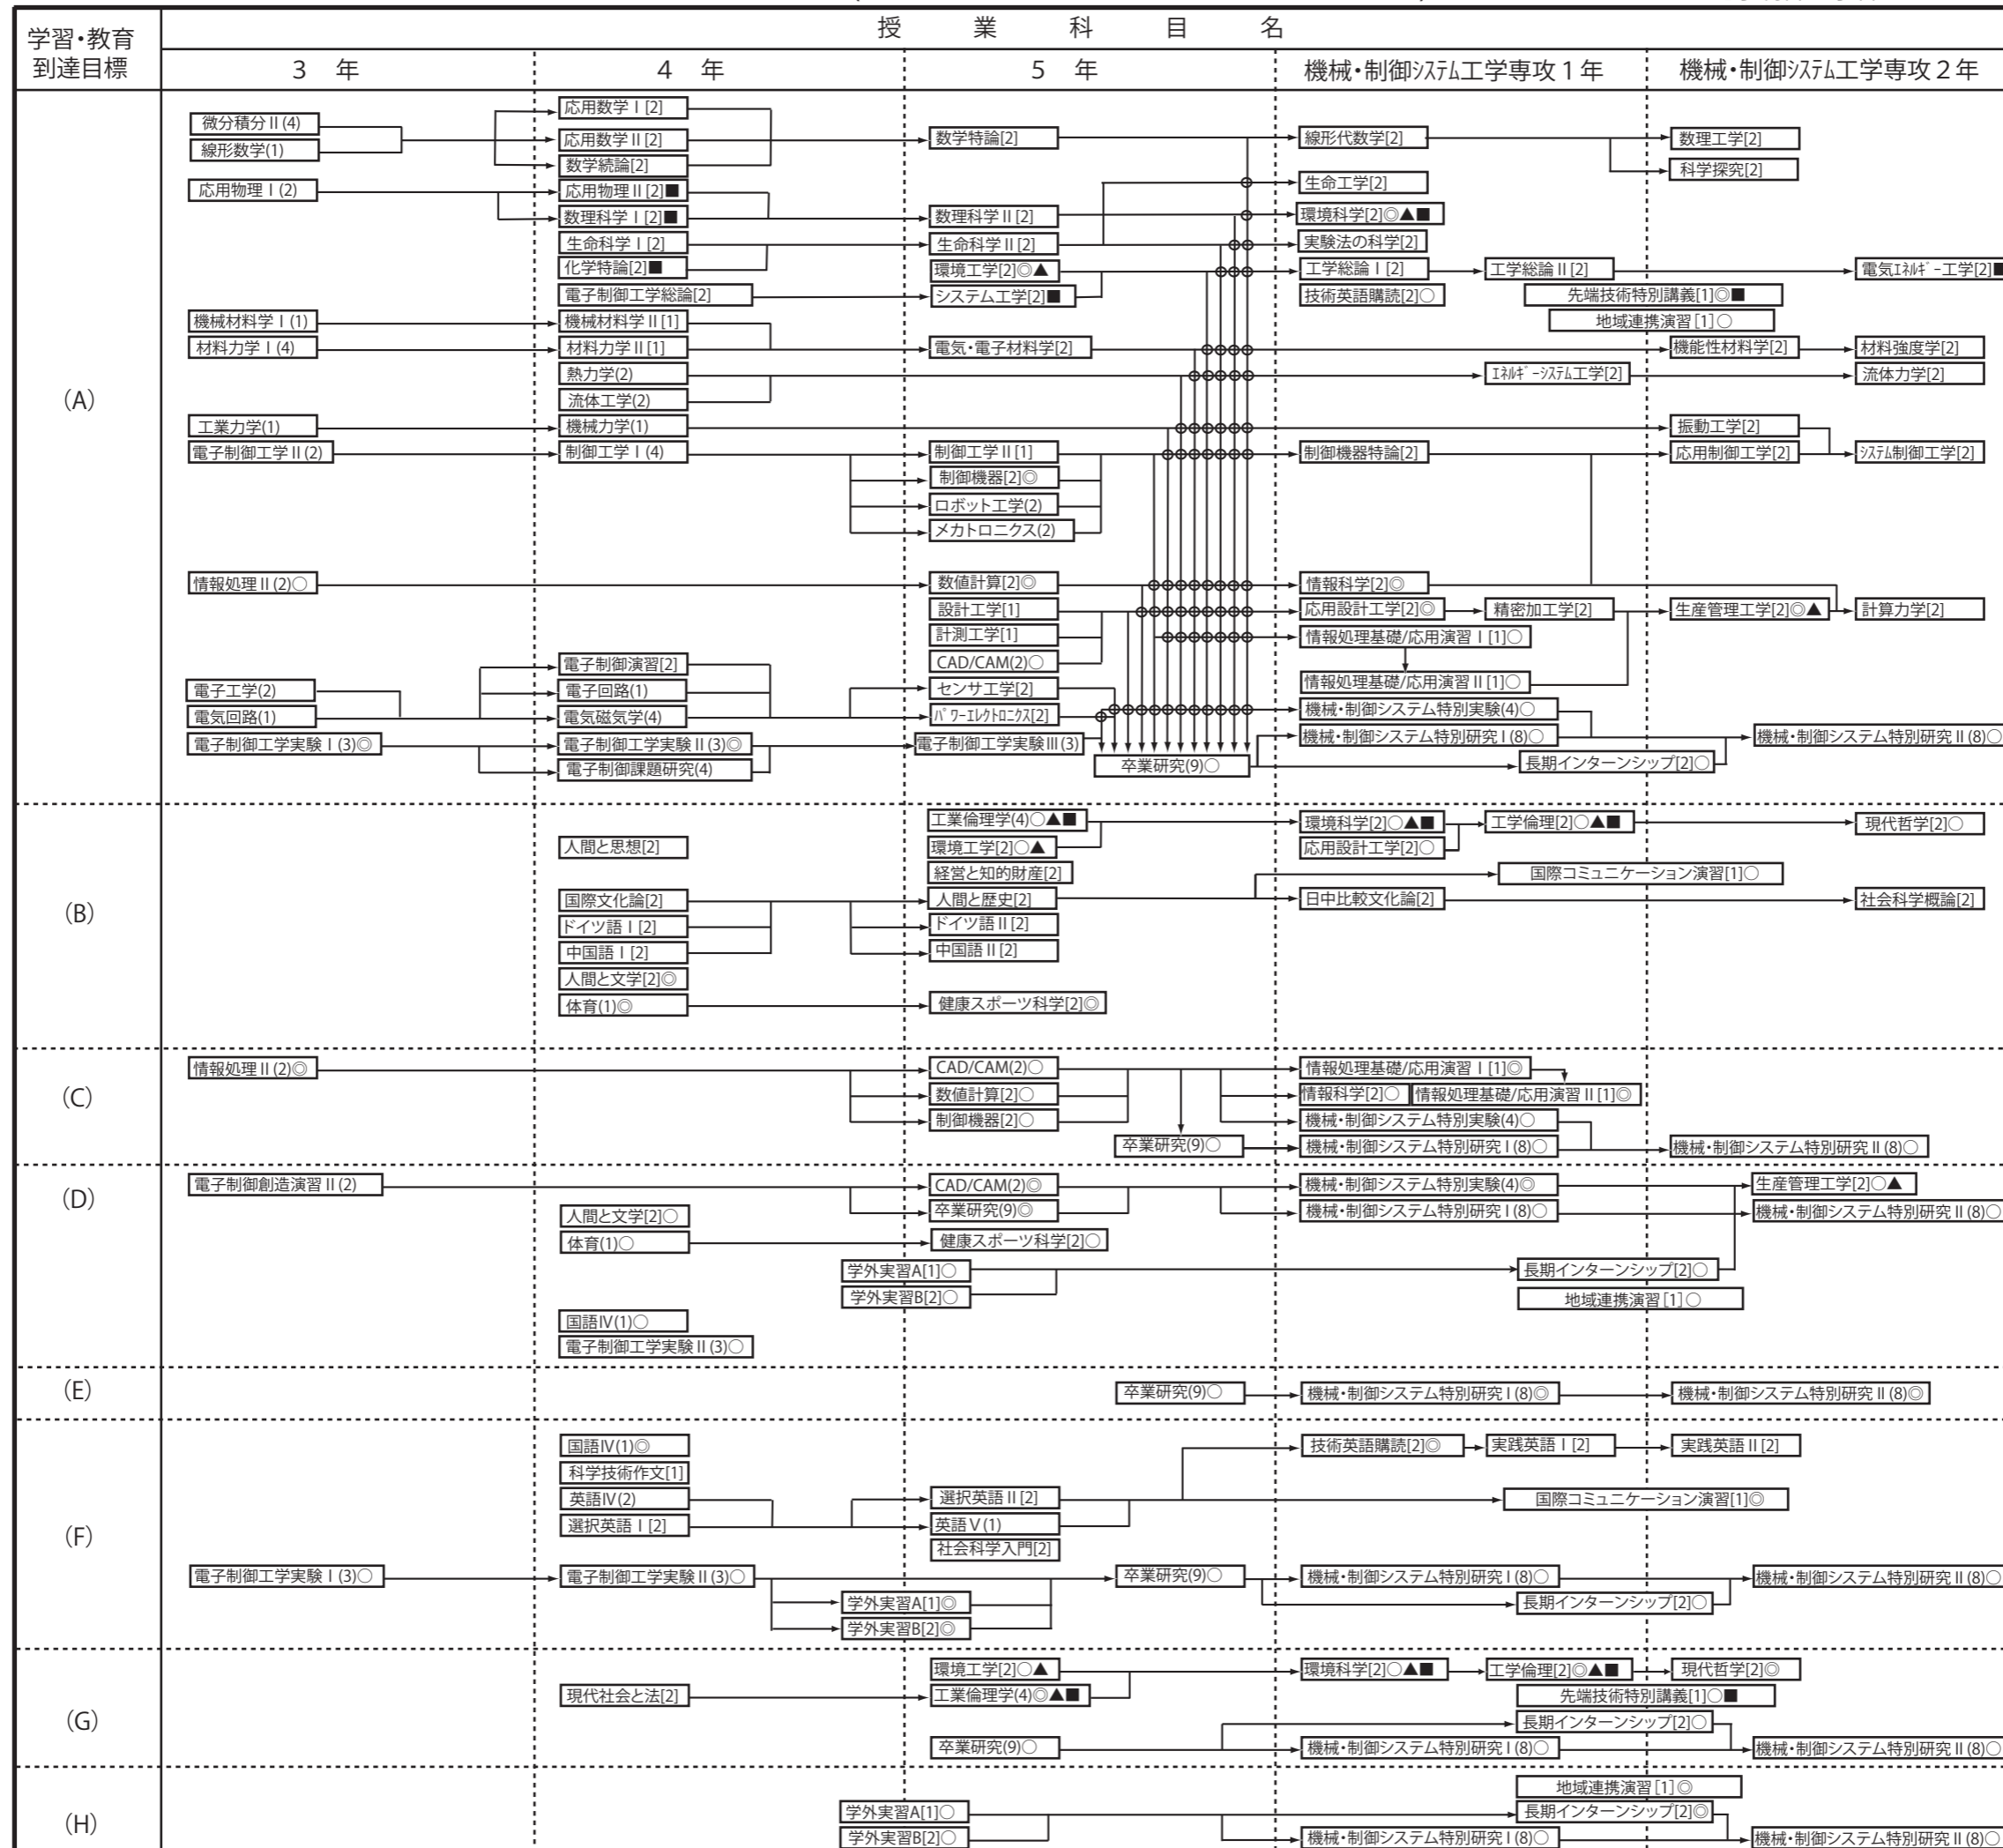 授業科目名
学習・教育
到達目標
3 年
4 年
5 年
機械・制御システム工学専攻1年
機械・制御システム工学専攻2年
(A)
応用数学Ⅰ[2]
微分積分Ⅱ(4)
応用数学Ⅱ[2]
数学特論[2]
線形代数学[2]
数理工学[2]
線形数学(1)
数学続論[2]
科学探究[2]
応用物理Ⅰ(2)
応用物理Ⅱ[2]■
生命工学[2]
数理科学Ⅰ[2]■
数理科学Ⅱ[2]
環境科学[2]◎▲■
生命科学Ⅰ[2]
生命科学Ⅱ[2]
実験法の科学[2]
化学特論[2]■
環境工学[2]◎▲
工学総論Ⅰ[2]
工学総論Ⅱ[2]
電気エネルギー工学[2]■
電子制御工学総論[2]
システム工学[2]■
技術英語購読[2]○
先端技術特別講義[1]◎■
機械材料学Ⅰ(1)
機械材料学Ⅱ[1]
地域連携演習[1]○
材料力学Ⅰ(4)
材料力学Ⅱ[1]
電気・電子材料学[2]
機能性材料学[2]
材料強度学[2]
熱力学(2)
エネルギーシステム工学[2]
流体力学[2]
流体工学(2)
工業力学(1)
機械力学(1)
振動工学[2]
電子制御工学Ⅱ(2)
制御工学Ⅰ(4)
制御工学Ⅱ[1]
制御機器特論[2]
応用制御工学[2]
システム制御工学[2]
制御機器[2]◎
ロボット工学(2)
メカトロニクス(2)
情報処理Ⅱ(2)○
数値計算[2]◎
情報科学[2]◎
設計工学[1]
応用設計工学[2]◎
精密加工学[2]
生産管理工学[2]◎▲
計算力学[2]
計測工学[1]
情報処理基礎/応用演習Ⅰ[1]○
電子制御演習[2]
CAD/CAM(2)○
電子工学(2)
電子回路(1)
センサ工学[2]
情報処理基礎/応用演習Ⅱ[1]○
電気回路(1)
電気磁気学(4)
パワーエレクトロニクス[2]
機械・制御システム特別実験(4)○
電子制御工学実験Ⅰ(3)◎
電子制御工学実験Ⅱ(3)◎
電子制御工学実験Ⅲ(3)
機械・制御システム特別研究Ⅰ(8)○
機械・制御システム特別研究Ⅱ(8)○
電子制御課題研究(4)
卒業研究(9)○
長期インターンシップ[2]○
(B)
工業倫理学(4)○▲■
環境科学[2]○▲■
工学倫理[2]○▲■
現代哲学[2]○
人間と思想[2]
環境工学[2]○▲
応用設計工学[2]○
経営と知的財産[2]
国際コミュニケーション演習[1]○
国際文化論[2]
人間と歴史[2]
日中比較文化論[2]
社会科学概論[2]
ドイツ語Ⅰ[2]
ドイツ語Ⅱ[2]
中国語Ⅰ[2]
中国語Ⅱ[2]
人間と文学[2]◎
体育(1)◎
健康スポーツ科学[2]◎
(C)
情報処理Ⅱ(2)◎
CAD/CAM(2)○
情報処理基礎/応用演習Ⅰ[1]◎
数値計算[2]○
情報科学[2]○
情報処理基礎/応用演習Ⅱ[1]◎
制御機器[2]○
機械・制御システム特別実験(4)○
卒業研究(9)○
機械・制御システム特別研究Ⅰ(8)○
機械・制御システム特別研究Ⅱ(8)○
(D)
電子制御創造演習Ⅱ(2)
CAD/CAM(2)◎
機械・制御システム特別実験(4)◎
生産管理工学[2]○▲
人間と文学[2]○
卒業研究(9)◎
機械・制御システム特別研究Ⅰ(8)○
機械・制御システム特別研究Ⅱ(8)○
体育(1)○
健康スポーツ科学[2]○
学外実習A[1]○
長期インターンシップ[2]○
学外実習B[2]○
地域連携演習[1]○
国語Ⅳ(1)○
電子制御工学実験Ⅱ(3)○
(E)
卒業研究(9)○
機械・制御システム特別研究Ⅰ(8)◎
機械・制御システム特別研究Ⅱ(8)◎
(F)
国語Ⅳ(1)◎
技術英語購読[2]◎
実践英語Ⅰ[2]
実践英語Ⅱ[2]
科学技術作文[1]
英語Ⅳ(2)
選択英語Ⅱ[2]
国際コミュニケーション演習[1]◎
選択英語Ⅰ[2]
英語Ⅴ(1)
社会科学入門[2]
電子制御工学実験Ⅰ(3)○
電子制御工学実験Ⅱ(3)○
卒業研究(9)○
機械・制御システム特別研究Ⅰ(8)○
機械・制御システム特別研究Ⅱ(8)○
学外実習A[1]◎
長期インターンシップ[2]○
学外実習B[2]◎
(G)
環境工学[2]○▲
環境科学[2]○▲■
工学倫理[2]◎▲■
現代哲学[2]◎
現代社会と法[2]
工業倫理学(4)◎▲■
先端技術特別講義[1]○■
長期インターンシップ[2]○
卒業研究(9)○
機械・制御システム特別研究Ⅰ(8)○
機械・制御システム特別研究Ⅱ(8)○
(H)
地域連携演習[1]◎
学外実習A[1]○
長期インターンシップ[2]◎
学外実習B[2]○
機械・制御システム特別研究Ⅰ(8)○
機械・制御システム特別研究Ⅱ(8)○